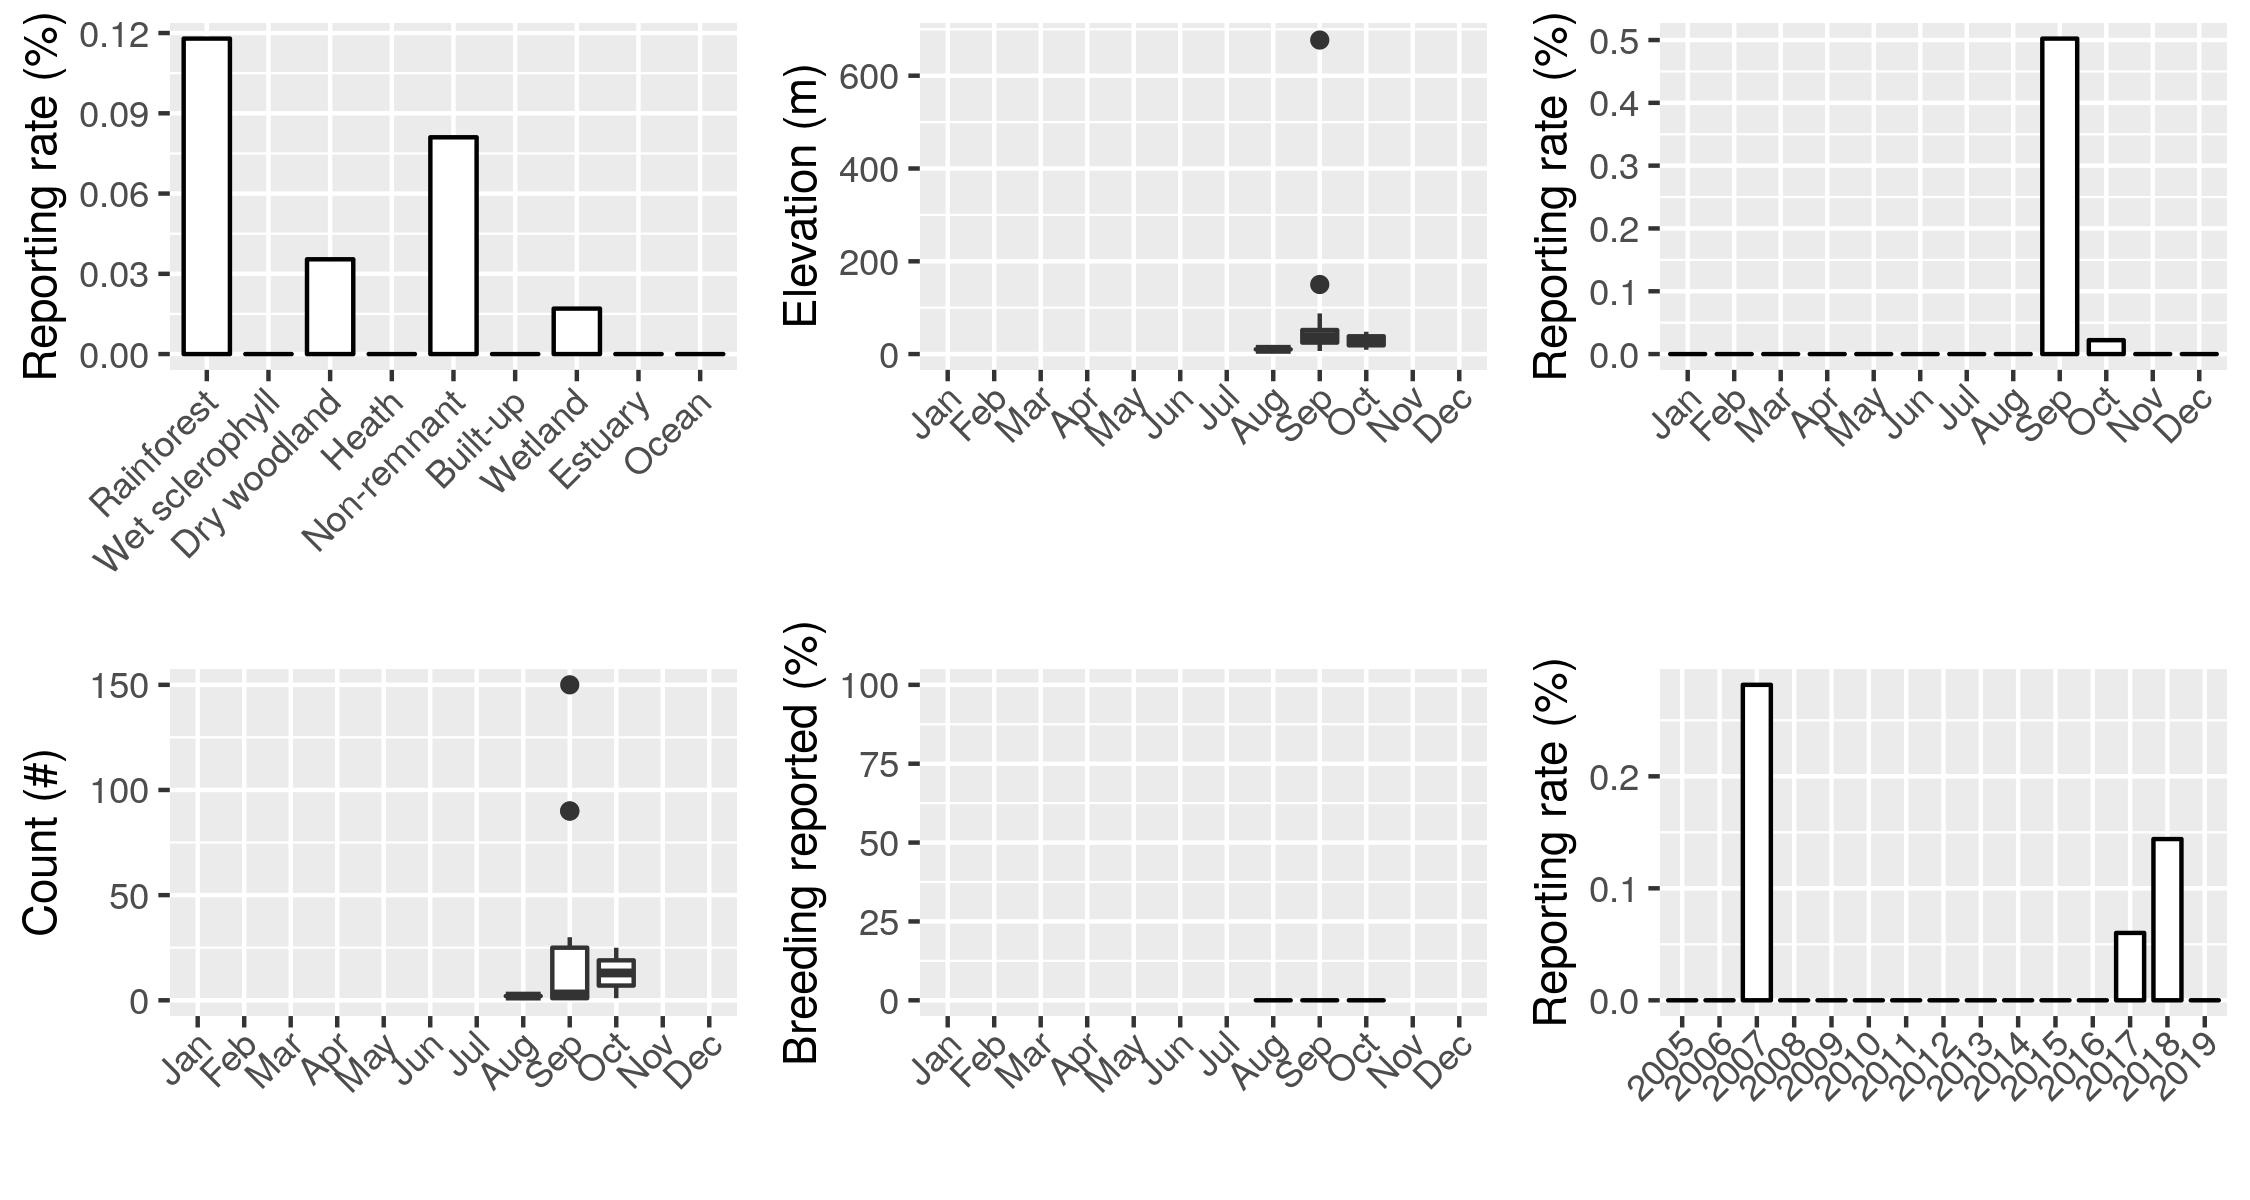 Reporting rate (%)
0.12
0.09
0.06
0.03
0.00
Rainforest
Wet sclerophyll
Dry woodland
Heath
Non-remnant
Built-up
Wetland
Estuary
Ocean
Elevation (m)
600
400
200
0
Jan
Feb
Mar
Apr
May
Jun
Jul
Aug
Sep
Oct
Nov
Dec
Reporting rate (%)
0.5
0.4
0.3
0.2
0.1
0.0
Jan
Feb
Mar
Apr
May
Jun
Jul
Aug
Sep
Oct
Nov
Dec
Count (#)
150
100
50
0
Jan
Feb
Mar
Apr
May
Jun
Jul
Aug
Sep
Oct
Nov
Dec
Breeding reported (%)
100
75
50
25
0
Jan
Feb
Mar
Apr
May
Jun
Jul
Aug
Sep
Oct
Nov
Dec
Reporting rate (%)
0.2
0.1
0.0
2005
2006
2007
2008
2009
2010
2011
2012
2013
2014
2015
2016
2017
2018
2019